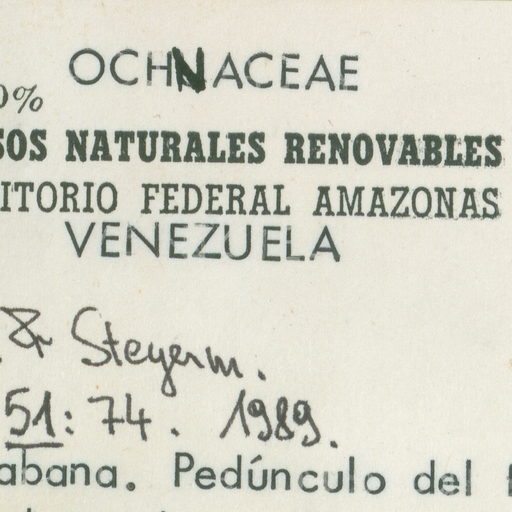 OCHNACEAE
0%
SOS NATURALES RENOVABLES
ITORIO FEDERAL AMAZONAS
VENEZUELA
. & Steyerm.
51: 74. 1989.
abana. Pedúnculo del f